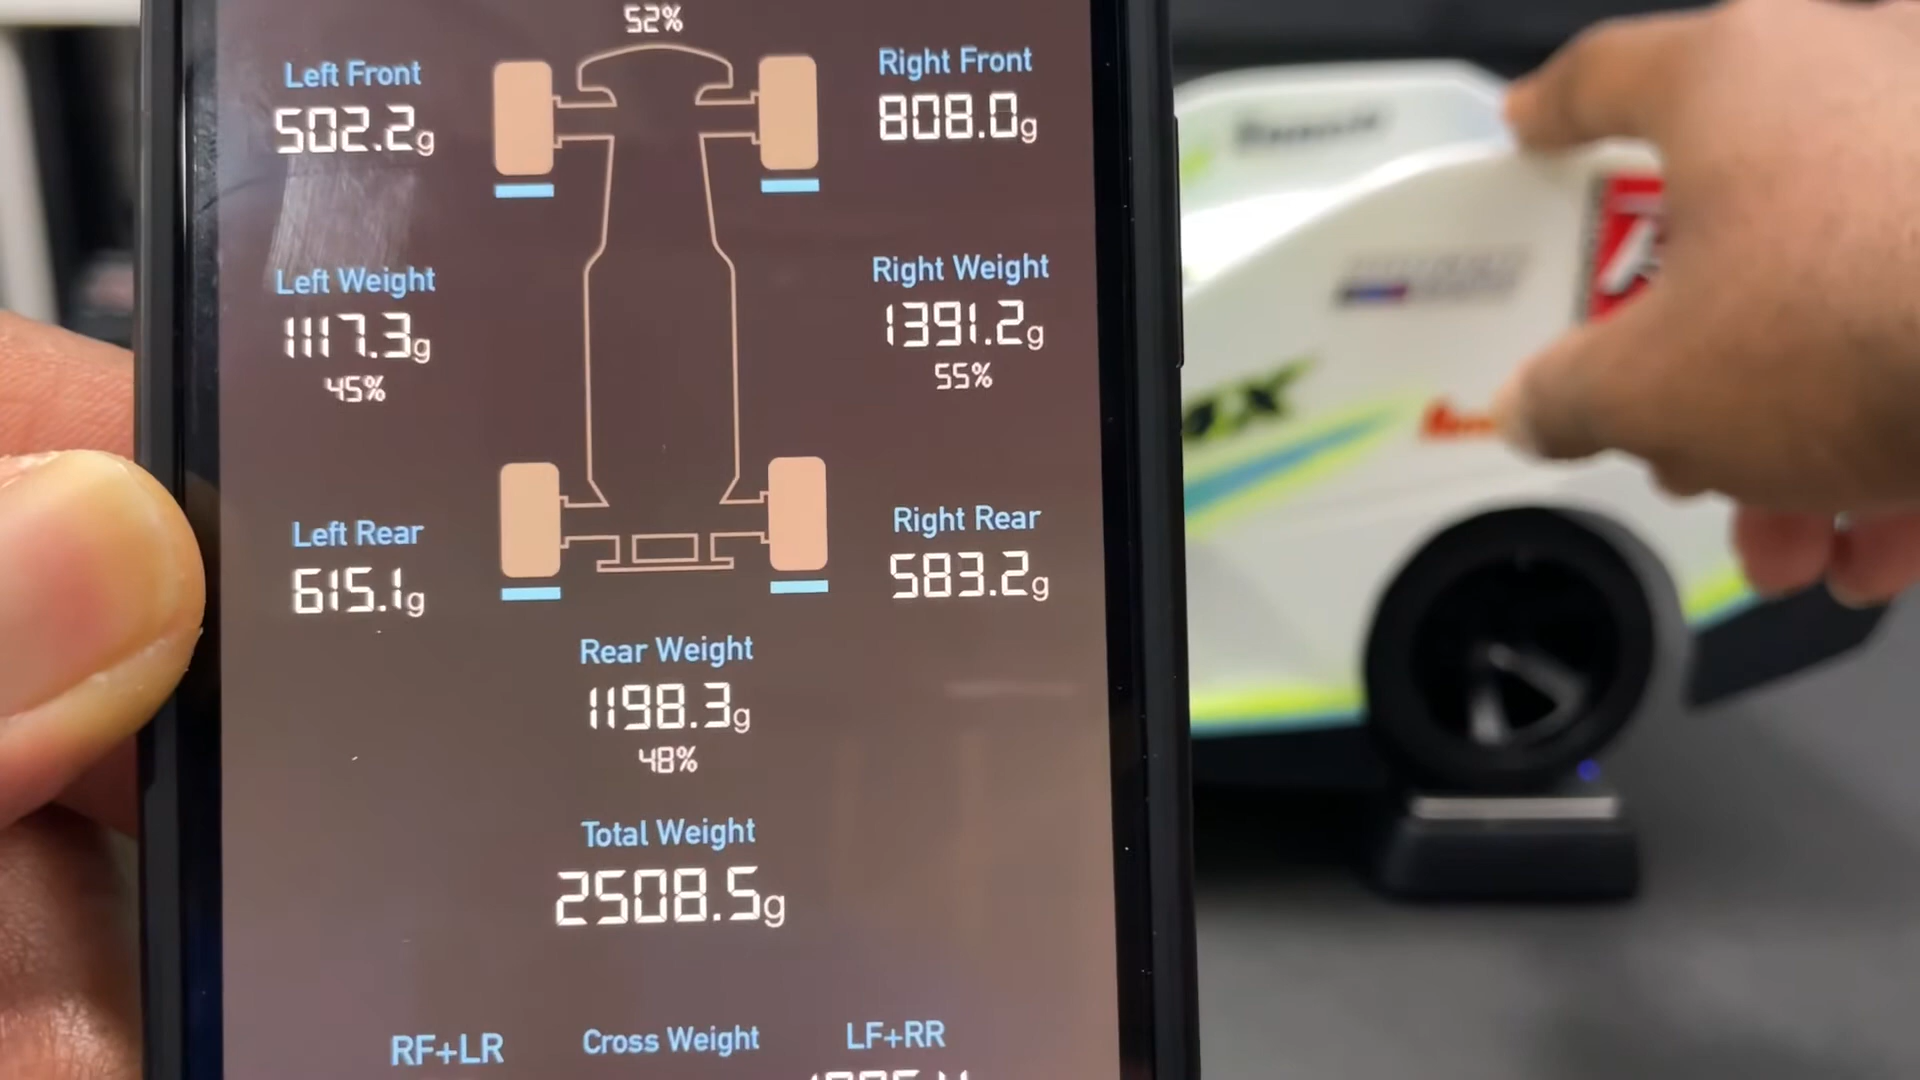 52%
Left Front
502.2g
Right Front
808.0g
Left Weight
1117.3g
45%
Right Weight
1391.2g
55%
Left Rear
615.1g
Right Rear
583.2g
Rear Weight
1198.3g
48%
Total Weight
2508.5g
RF+LR
Cross Weight
LF+RR